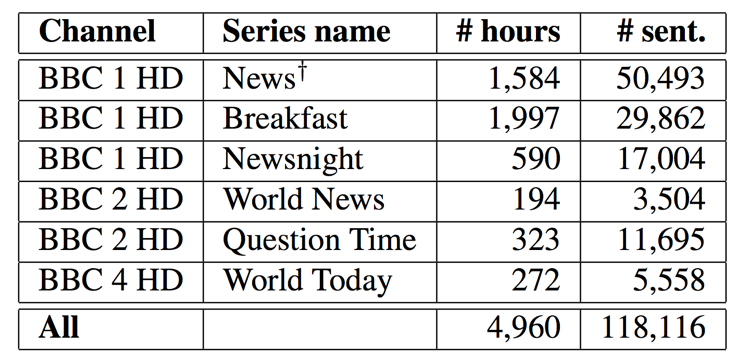 Channel Series name # hours # sent.
BBC 1 HD News† 1,584 50,493
BBC 1 HD Breakfast 1,997 29,862
BBC 1 HD Newsnight 590 17,004
BBC 2 HD World News 194 3,504
BBC 2 HD Question Time 323 11,695
BBC 4 HD World Today 272 5,558
All 4,960 118,116